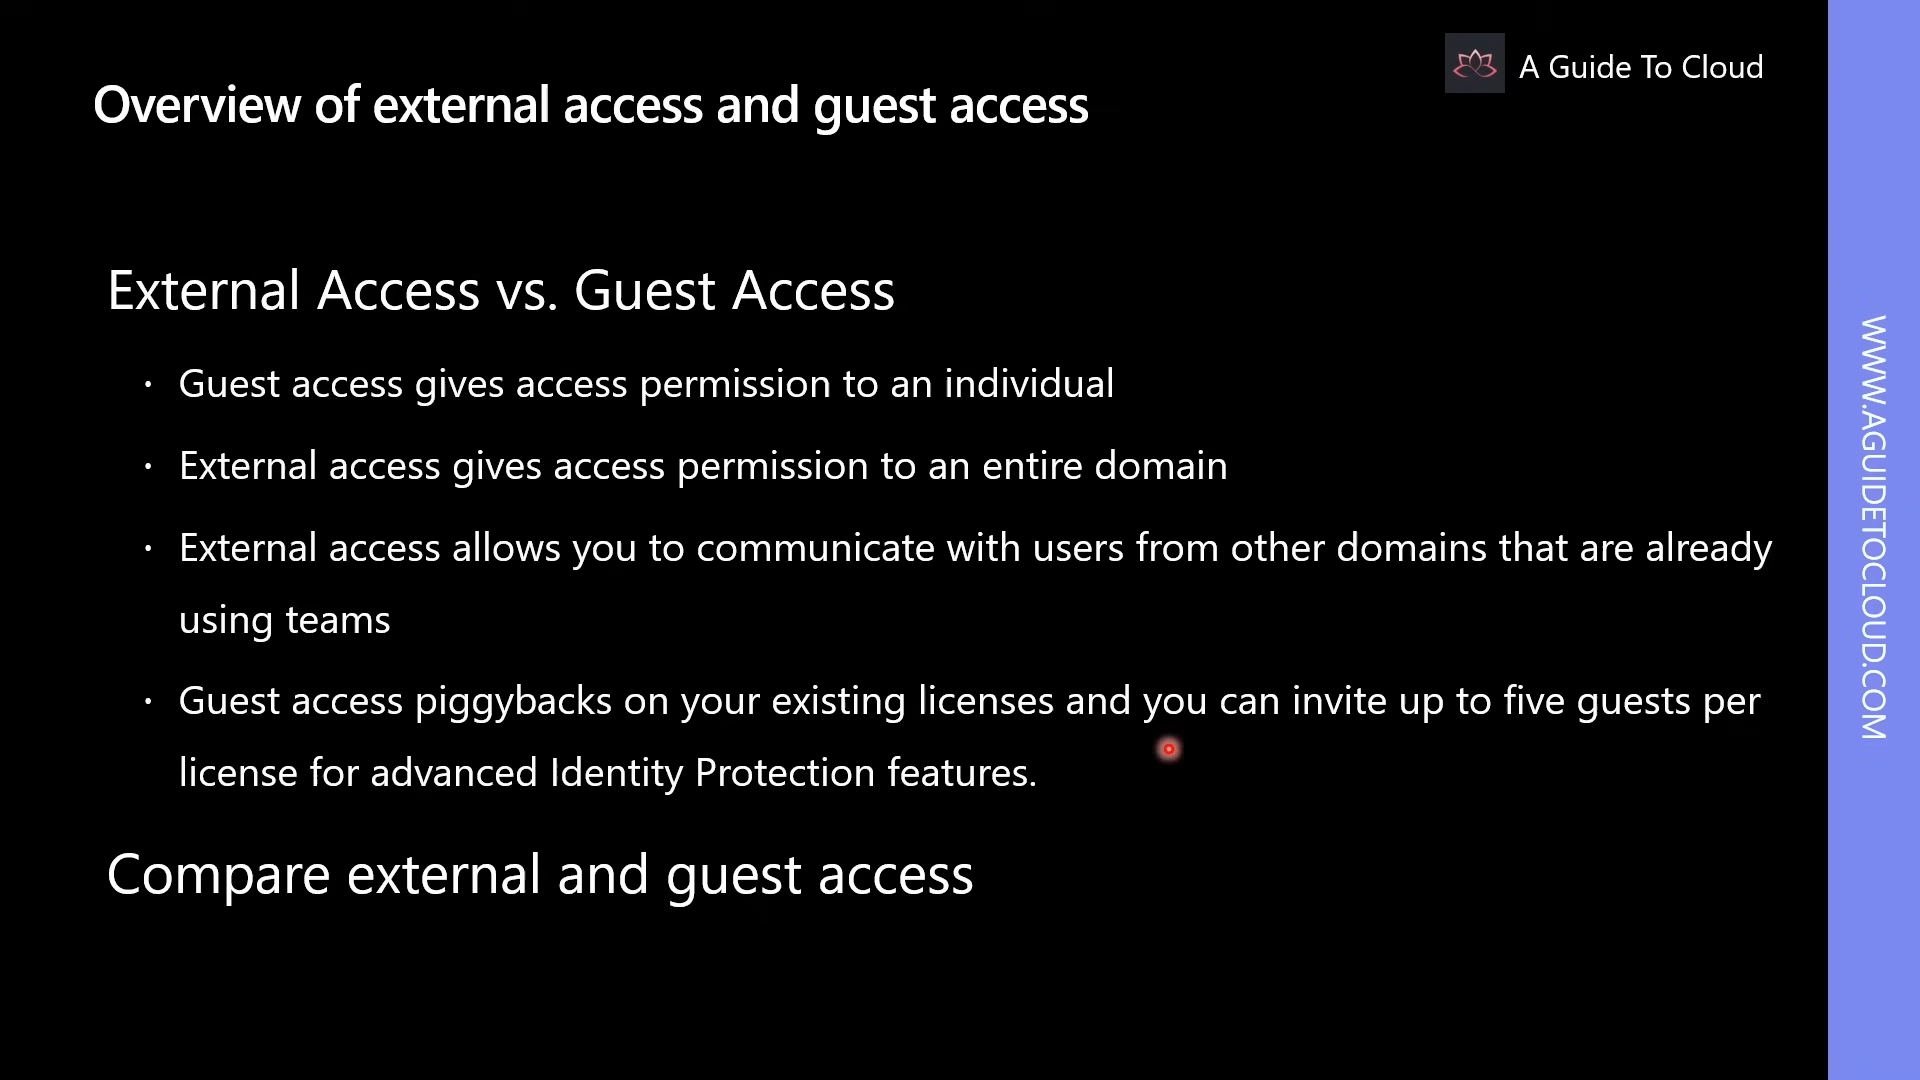 A Guide To Cloud
Overview of external access and guest access
External Access vs. Guest Access
· Guest access gives access permission to an individual
· External access gives access permission to an entire domain
· External access allows you to communicate with users from other domains that are already
using teams
· Guest access piggybacks on your existing licenses and you can invite up to five guests per
license for advanced Identity Protection features.
Compare external and guest access
WWW.AGUIDETOCLOUD.COM